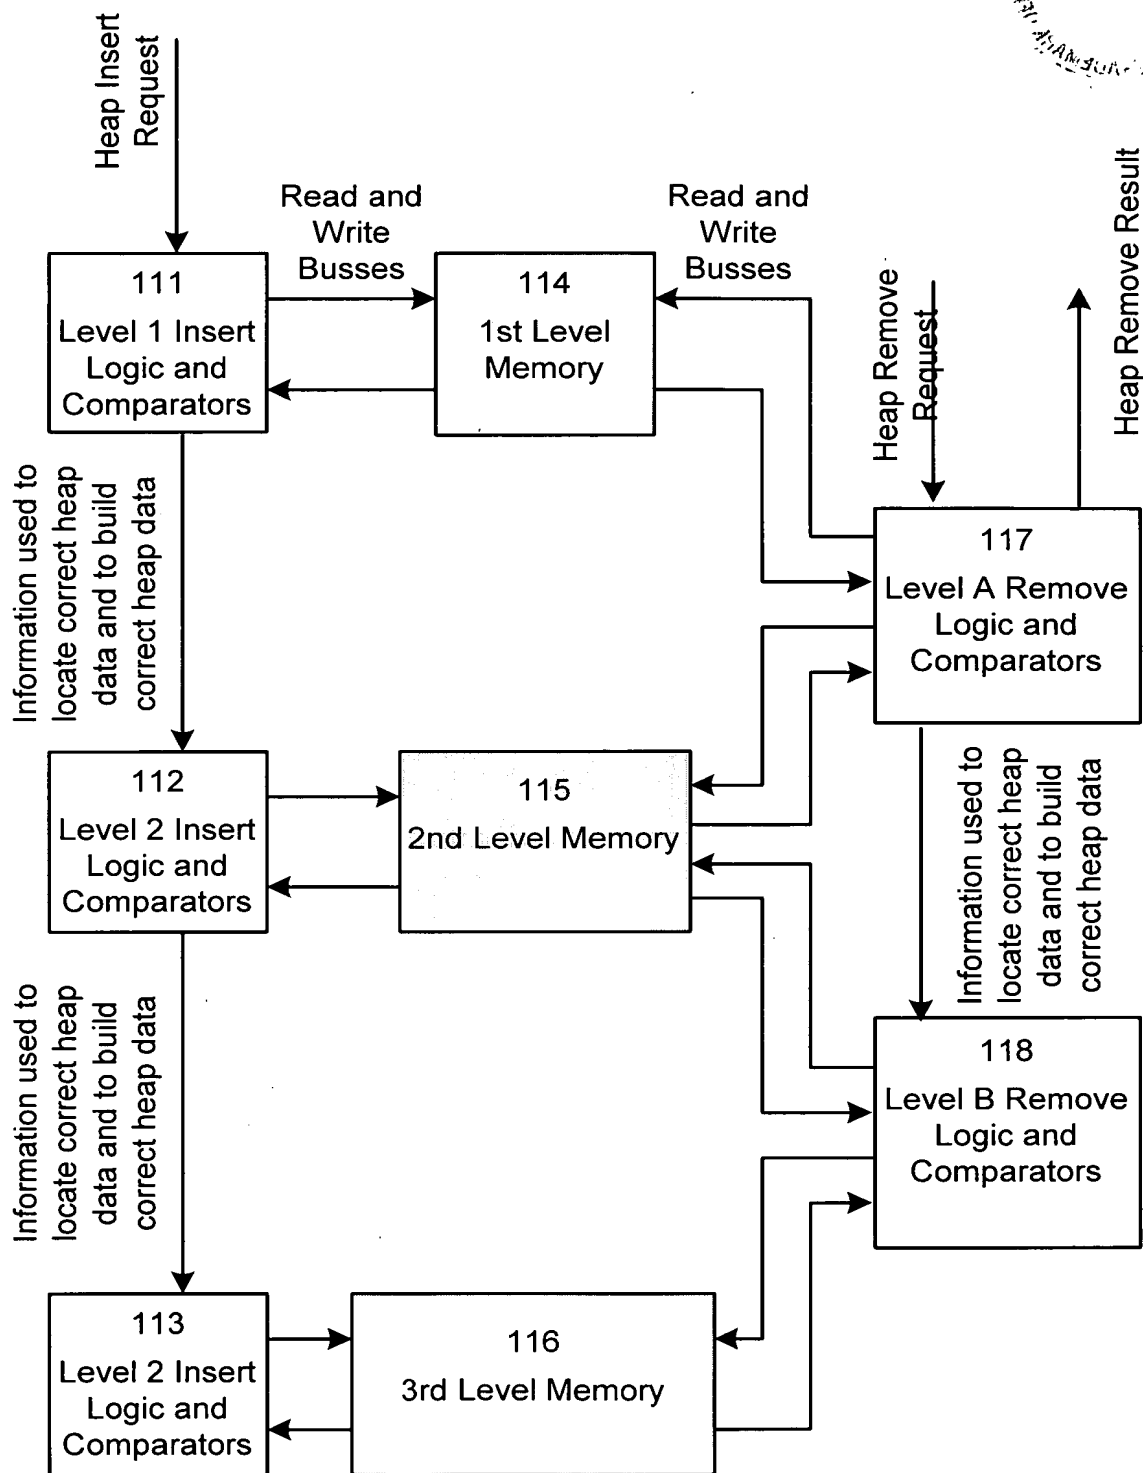 Heap Insert
Request
Read and
Write
Busses
Read and
Write
Busses
Heap Remove
Request
Heap Remove Result
111
Level 1 Insert
Logic and
Comparators
114
1st Level
Memory
Information used to
locate correct heap
data and to build
correct heap data
117
Level A Remove
Logic and
Comparators
112
Level 2 Insert
Logic and
Comparators
115
2nd Level Memory
Information used to
locate correct heap
data and to build
correct heap data
Information used to
locate correct heap
data and to build
correct heap data
118
Level B Remove
Logic and
Comparators
113
Level 2 Insert
Logic and
Comparators
116
3rd Level Memory